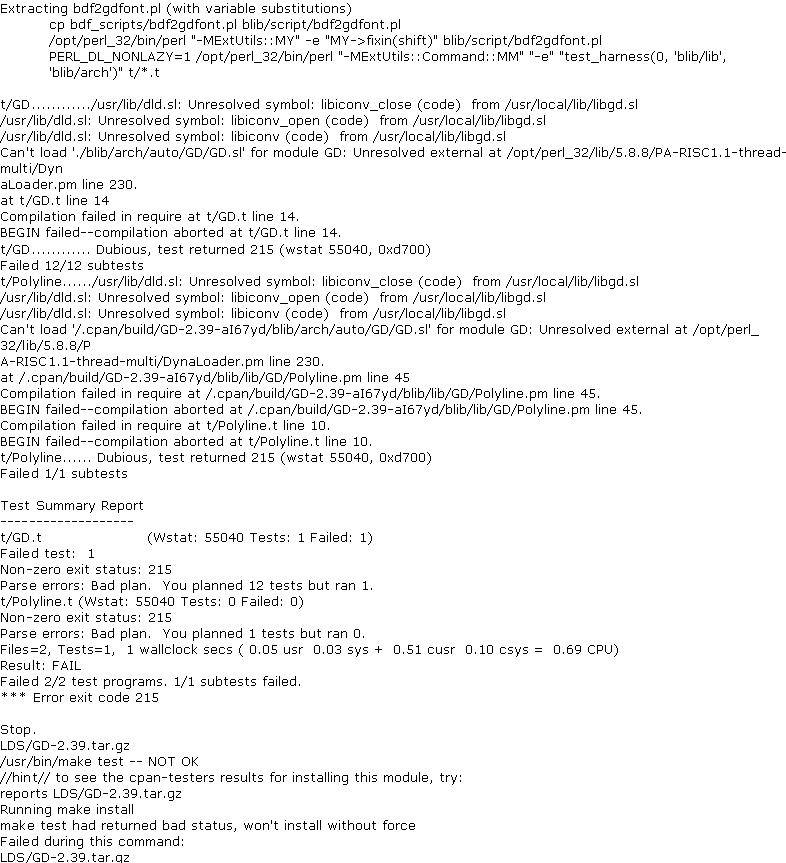 Extracting bdf2gdfont.pl (with variable substitutions)
cp bdf_scripts/bdf2gdfont.pl blib/script/bdf2gdfont.pl
/opt/perl_32/bin/perl "-MExtUtils::MY" -e "MY->fixin(shift)" blib/script/bdf2gdfont.pl
PERL_DL_NONLAZY=1 /opt/perl_32/bin/perl "-MExtUtils::Command::MM" "-e" "test_harness(0, 'blib/lib',
'blib/arch')" t/*.t
t/GD............/usr/lib/dld.sl: Unresolved symbol: libiconv_close (code)  from /usr/local/lib/libgd.sl
/usr/lib/dld.sl: Unresolved symbol: libiconv_open (code)  from /usr/local/lib/libgd.sl
/usr/lib/dld.sl: Unresolved symbol: libiconv (code)  from /usr/local/lib/libgd.sl
Can't load './blib/arch/auto/GD/GD.sl' for module GD: Unresolved external at /opt/perl_32/lib/5.8.8/PA-RISC1.1-thread-
multi/Dyn
aLoader.pm line 230.
at t/GD.t line 14
Compilation failed in require at t/GD.t line 14.
BEGIN failed--compilation aborted at t/GD.t line 14.
t/GD............ Dubious, test returned 215 (wstat 55040, 0xd700)
Failed 12/12 subtests
t/Polyline....../usr/lib/dld.sl: Unresolved symbol: libiconv_close (code)  from /usr/local/lib/libgd.sl
/usr/lib/dld.sl: Unresolved symbol: libiconv_open (code)  from /usr/local/lib/libgd.sl
/usr/lib/dld.sl: Unresolved symbol: libiconv (code)  from /usr/local/lib/libgd.sl
Can't load '/.cpan/build/GD-2.39-aI67yd/blib/arch/auto/GD/GD.sl' for module GD: Unresolved external at /opt/perl_
32/lib/5.8.8/P
A-RISC1.1-thread-multi/DynaLoader.pm line 230.
at /.cpan/build/GD-2.39-aI67yd/blib/lib/GD/Polyline.pm line 45
Compilation failed in require at /.cpan/build/GD-2.39-aI67yd/blib/lib/GD/Polyline.pm line 45.
BEGIN failed--compilation aborted at /.cpan/build/GD-2.39-aI67yd/blib/lib/GD/Polyline.pm line 45.
Compilation failed in require at t/Polyline.t line 10.
BEGIN failed--compilation aborted at t/Polyline.t line 10.
t/Polyline...... Dubious, test returned 215 (wstat 55040, 0xd700)
Failed 1/1 subtests
Test Summary Report
-------------------
t/GD.t (Wstat: 55040 Tests: 1 Failed: 1)
Failed test:  1
Non-zero exit status: 215
Parse errors: Bad plan.  You planned 12 tests but ran 1.
t/Polyline.t (Wstat: 55040 Tests: 0 Failed: 0)
Non-zero exit status: 215
Parse errors: Bad plan.  You planned 1 tests but ran 0.
Files=2, Tests=1,  1 wallclock secs ( 0.05 usr  0.03 sys +  0.51 cusr  0.10 csys =  0.69 CPU)
Result: FAIL
Failed 2/2 test programs. 1/1 subtests failed.
*** Error exit code 215
Stop.
LDS/GD-2.39.tar.gz
/usr/bin/make test -- NOT OK
//hint// to see the cpan-testers results for installing this module, try:
reports LDS/GD-2.39.tar.gz
Running make install
make test had returned bad status, won't install without force
Failed during this command:
LDS/GD-2.39.tar.gz